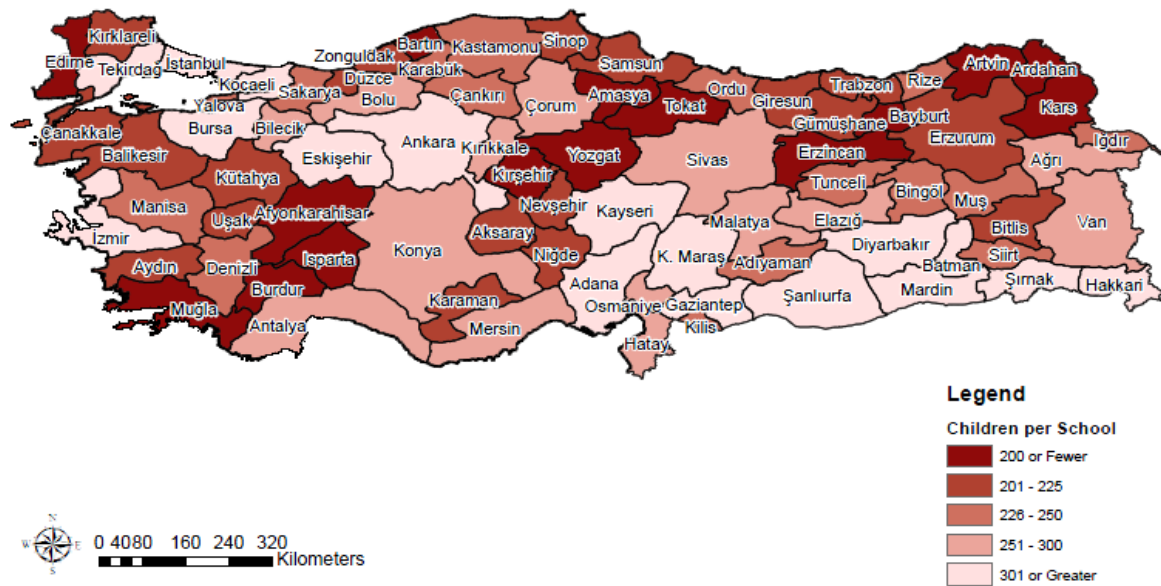 Kırklareli
Edirne
Tekirdağ
İstanbul
Kocaeli
Yalova
Sakarya
Düzce
Zonguldak
Bartın
Karabük
Bolu
Kastamonu
Çankırı
Sinop
Samsun
Çorum
Amasya
Tokat
Ordu
Giresun
Trabzon
Gümüşhane
Rize
Bayburt
Artvin
Ardahan
Kars
Iğdır
Erzurum
Ağrı
Çanakkale
Balikesir
Bursa
Bilecik
Eskişehir
Ankara
Kırıkkale
Yozgat
Kırşehir
Sivas
Erzincan
Tunceli
Bingöl
Muş
Van
Bitlis
Kütahya
Manisa
Uşak
Afyonkarahisar
İzmir
Aydın
Denizli
Isparta
Burdur
Muğla
Antalya
Konya
Aksaray
Nevşehir
Niğde
Kayseri
Malatya
Elazığ
Diyarbakır
Batman
Siirt
Şırnak
Hakkari
Mardin
K. Maraş
Adıyaman
Şanlıurfa
Gaziantep
Kilis
Adana
Osmaniye
Hatay
Karaman
Mersin
Legend
Children per School
200 or Fewer
201 - 225
226 - 250
251 - 300
301 or Greater
N
W E
S
0 4080 160 240 320
Kilometers